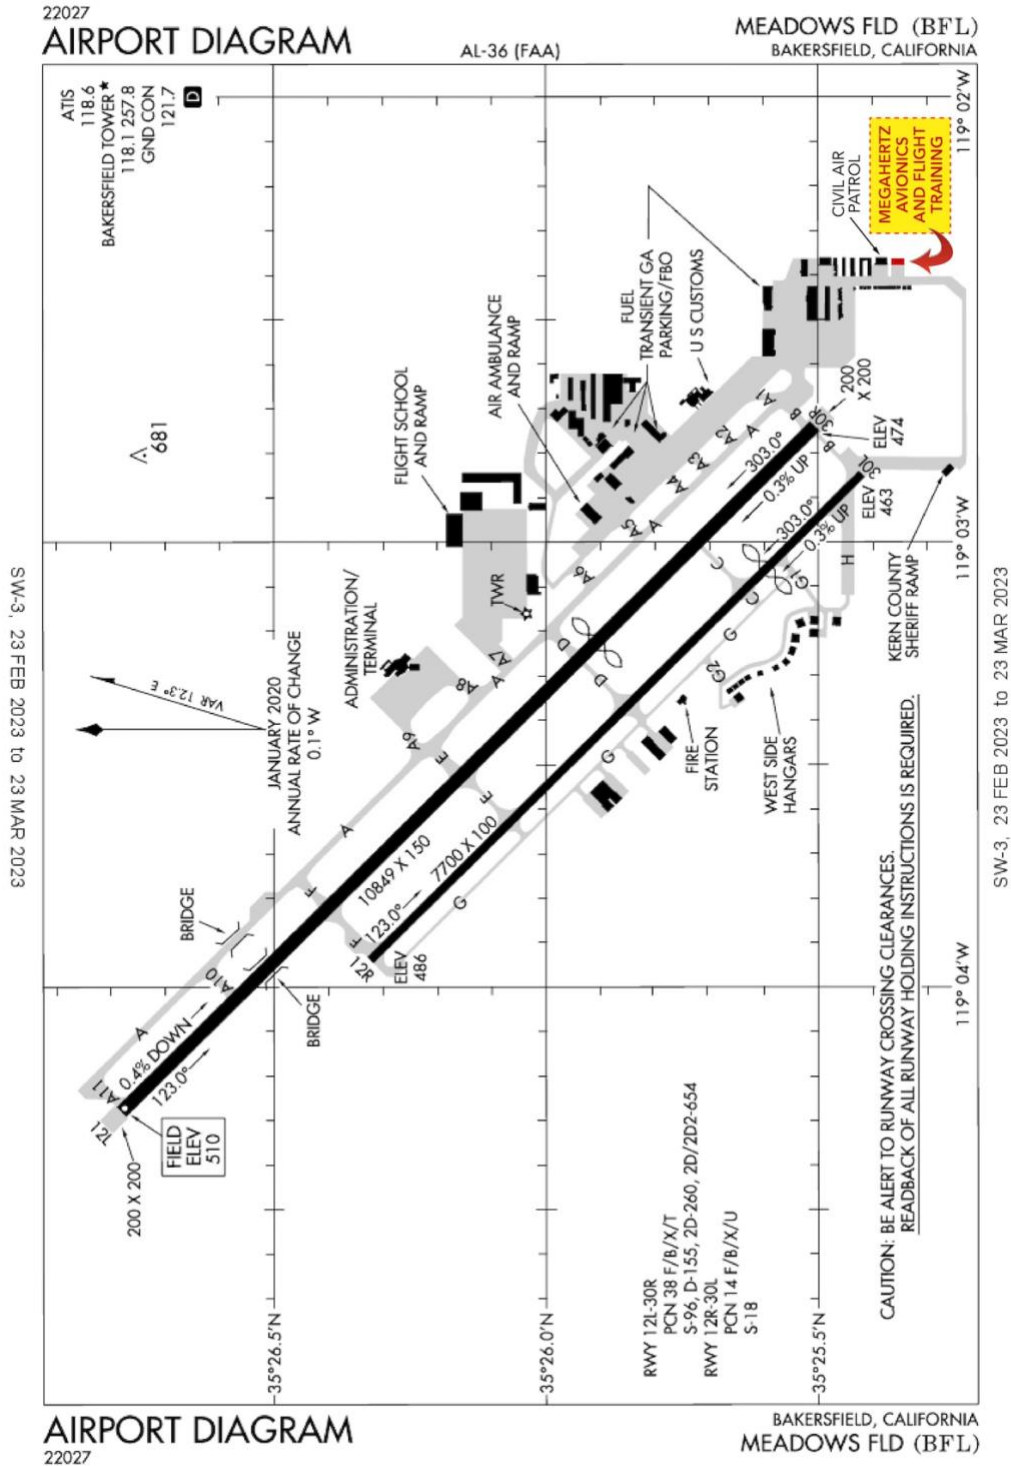 22027
AIRPORT DIAGRAM
AL-36 (FAA)
MEADOWS FLD (BFL)
BAKERSFIELD, CALIFORNIA
ATIS
118.6
BAKERSFIELD TOWER★
118.1 257.8
GND CON
121.7
D
119° 02'W
MEGAHERTZ
AVIONICS
AND FLIGHT
TRAINING
CIVIL AIR
PATROL
FUEL
TRANSIENT GA
PARKING/FBO
U S CUSTOMS
AIR AMBULANCE
AND RAMP
FLIGHT SCHOOL
AND RAMP
681
200
X 200
ELEV
474
30R
B
B
A1
A
A2
A3
A4
A5
A
A6
303.0°
0.3% UP
30L
ELEV
463
303.0°
0.3% UP
119° 03'W
KERN COUNTY
SHERIFF RAMP
H
G1
C
C
G
G2
TWR
ADMINISTRATION/
TERMINAL
A7
A
A8
A9
D
D
E
E
G
VAR 12.3° E
JANUARY 2020
ANNUAL RATE OF CHANGE
0.1° W
FIRE
STATION
WEST SIDE
HANGARS
A
10849 X 150
7700 X 100
F
F
G
123.0°
12R
ELEV
486
BRIDGE
BRIDGE
A10
119° 04'W
A
0.4% DOWN
123.0°
A11
12L
FIELD
ELEV
510
200 X 200
RWY 12L-30R
PCN 38 F/B/X/T
S-96, D-155, 2D-260, 2D/2D2-654
RWY 12R-30L
PCN 14 F/B/X/U
S-18
CAUTION: BE ALERT TO RUNWAY CROSSING CLEARANCES.
READBACK OF ALL RUNWAY HOLDING INSTRUCTIONS IS REQUIRED.
35°26.5'N
35°26.0'N
35°25.5'N
SW-3, 23 FEB 2023 to 23 MAR 2023
SW-3, 23 FEB 2023 to 23 MAR 2023
AIRPORT DIAGRAM
22027
BAKERSFIELD, CALIFORNIA
MEADOWS FLD (BFL)